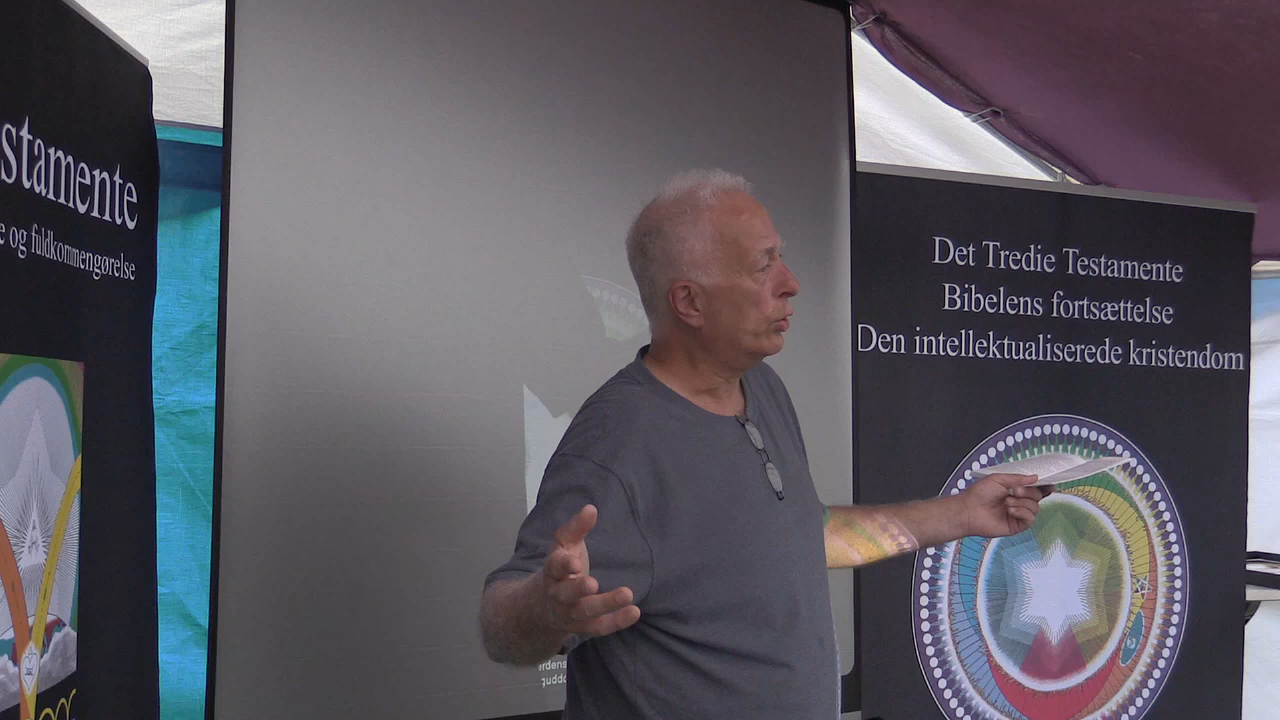 stamente
e og fuldkommengørelse
Det Tredie Testamente
Bibelens fortsættelse
Den intellektualiserede kristendom